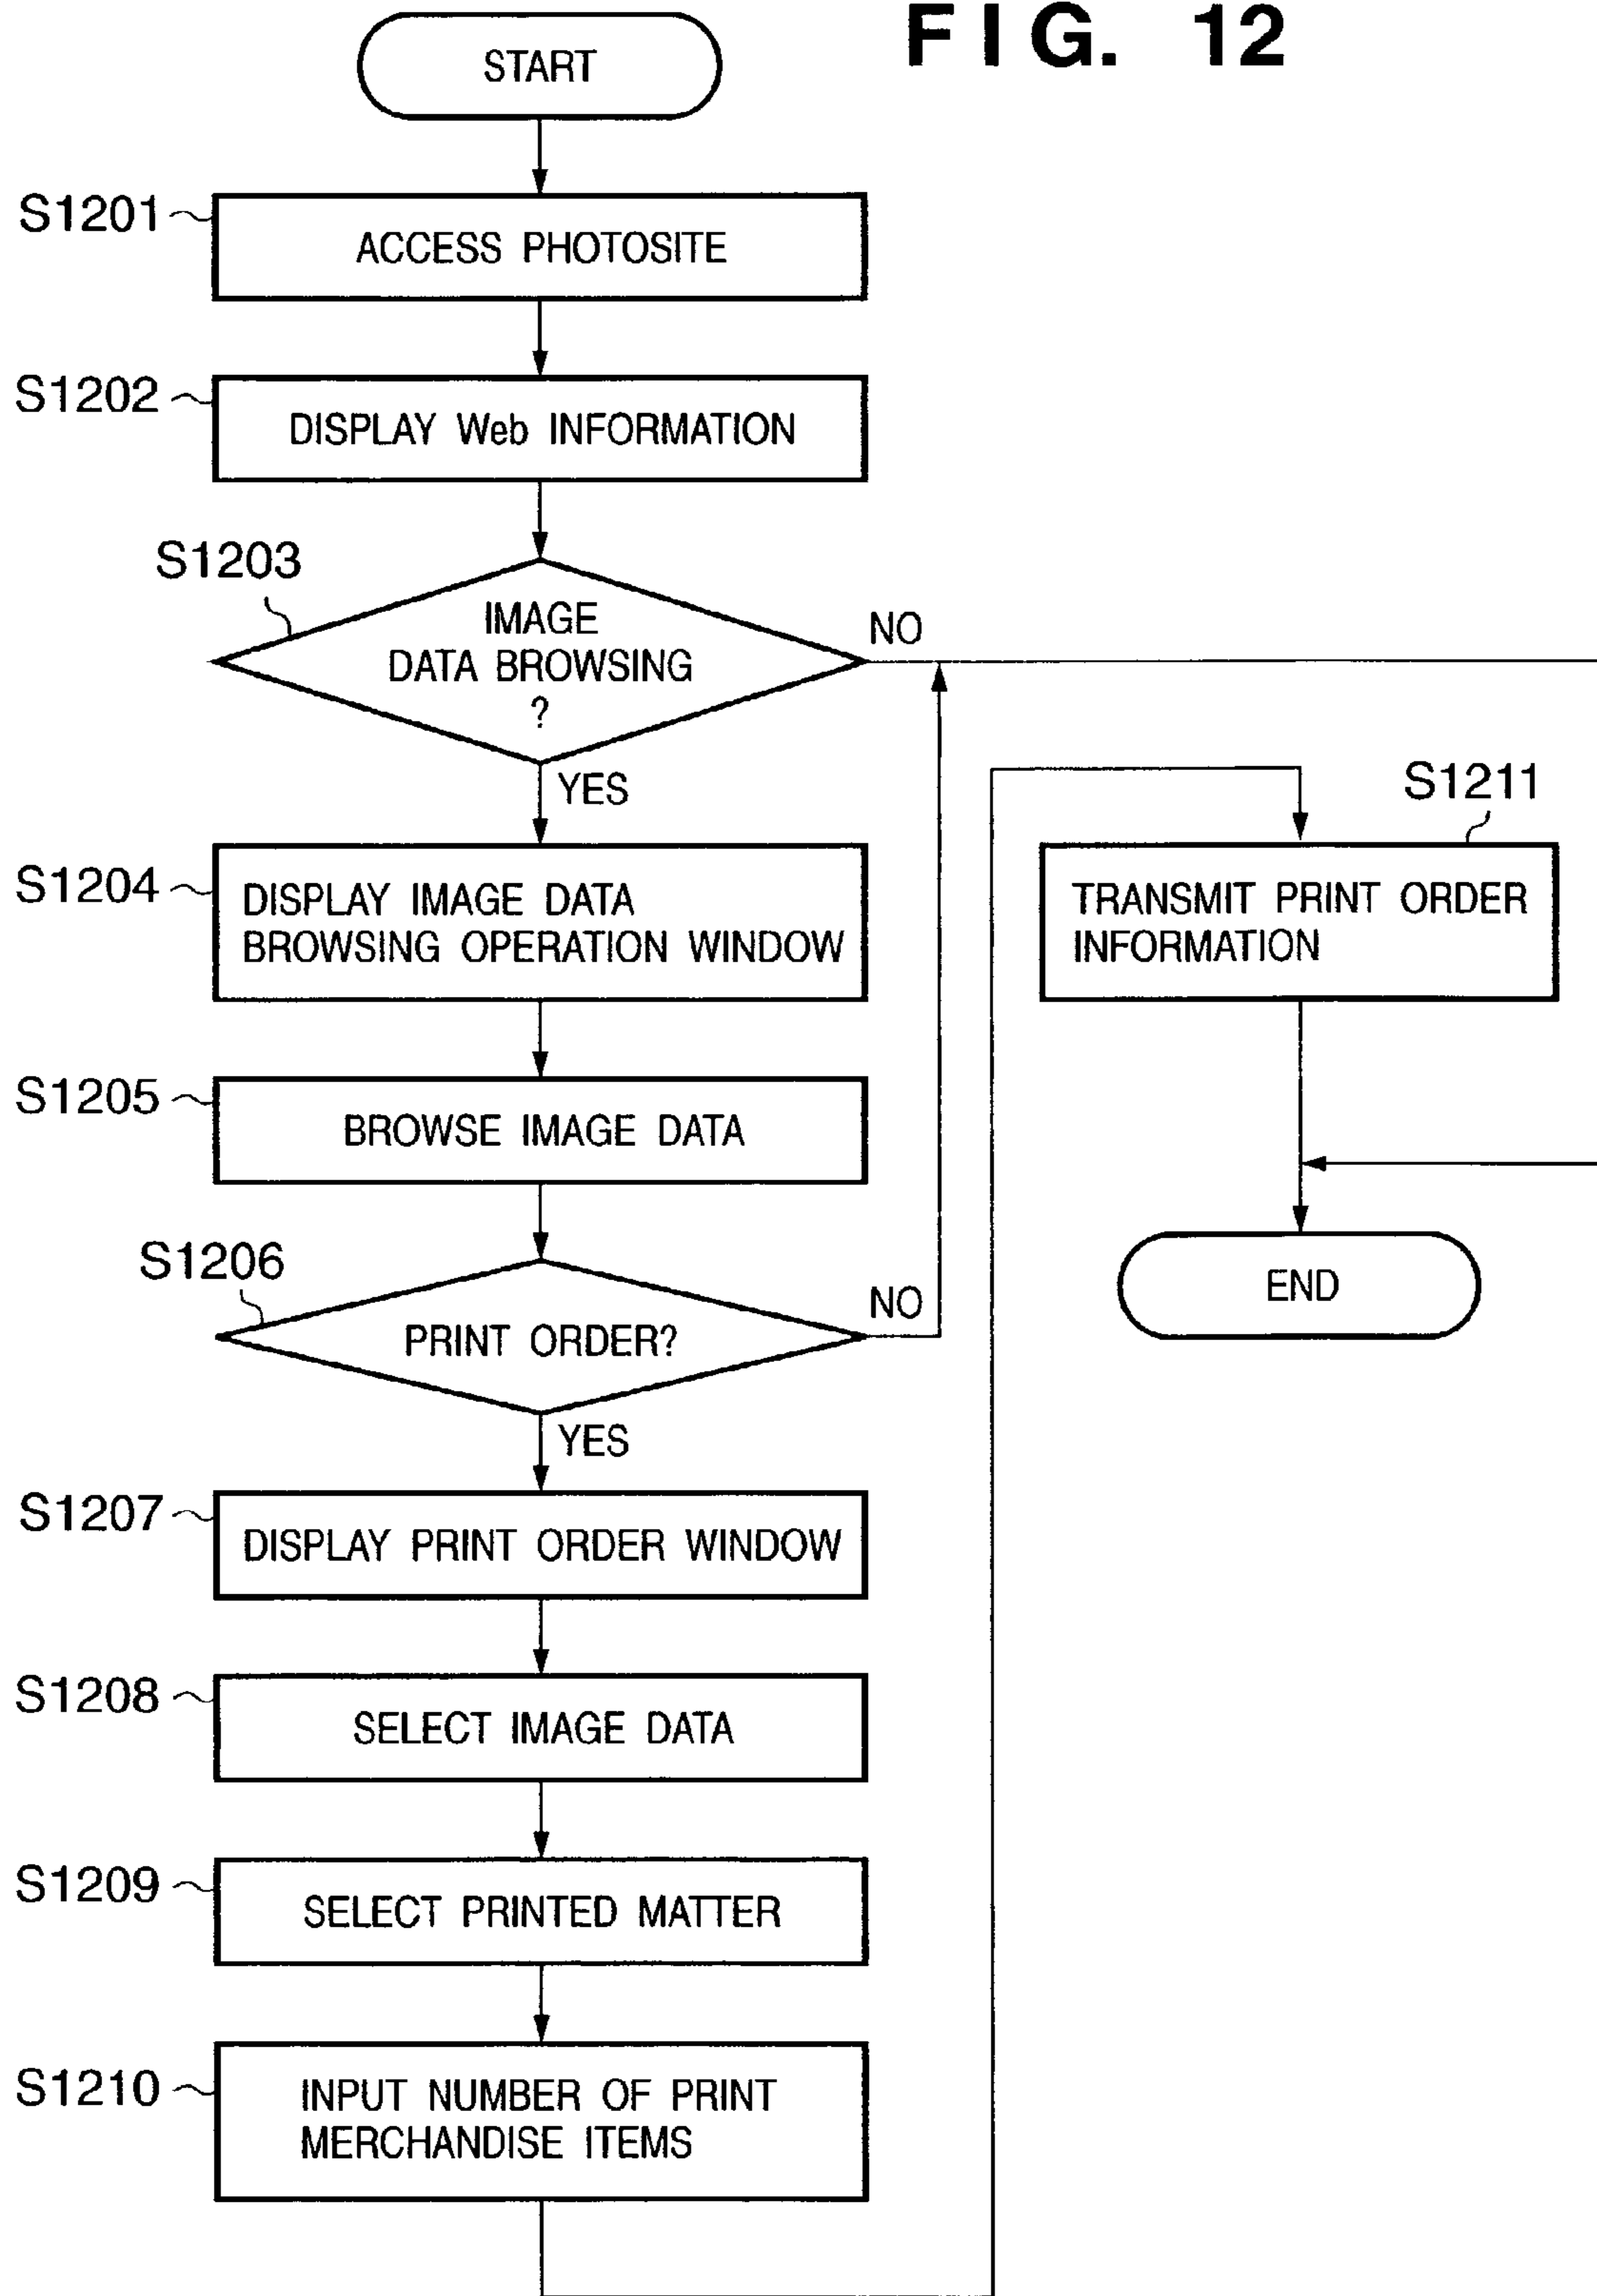 FIG. 12
START
S1201
ACCESS PHOTOSITE
S1202
DISPLAY Web INFORMATION
S1203
IMAGE
DATA BROWSING
?
NO
YES
S1204
DISPLAY IMAGE DATA
BROWSING OPERATION WINDOW
S1205
BROWSE IMAGE DATA
S1206
PRINT ORDER?
NO
YES
S1207
DISPLAY PRINT ORDER WINDOW
S1208
SELECT IMAGE DATA
S1209
SELECT PRINTED MATTER
S1210
INPUT NUMBER OF PRINT
MERCHANDISE ITEMS
S1211
TRANSMIT PRINT ORDER
INFORMATION
END